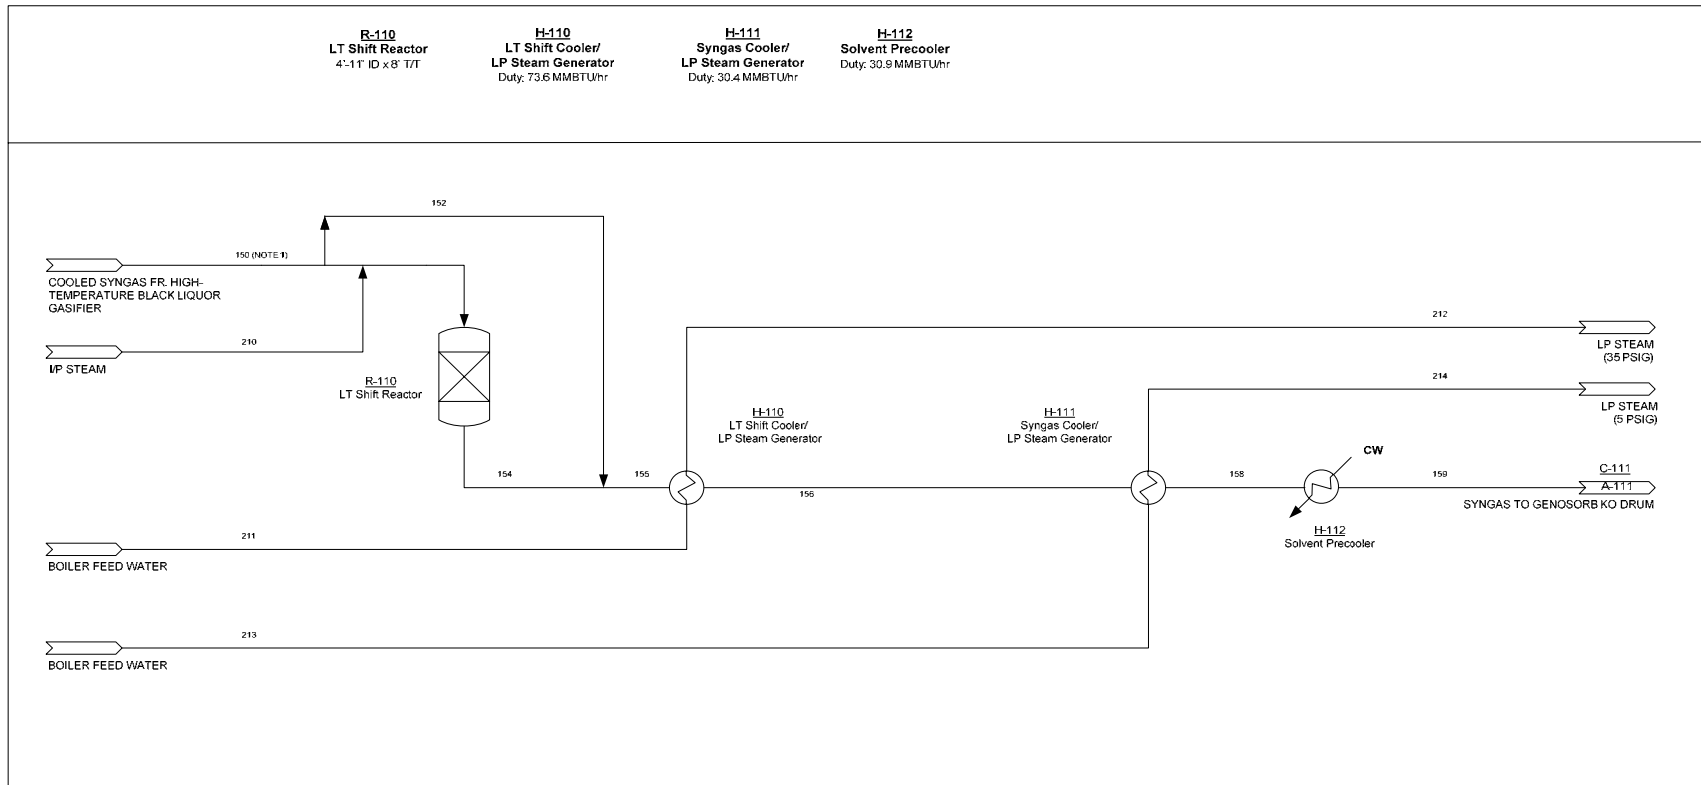 R-110
LT Shift Reactor
4'-11" ID x 8' T/T
H-110
LT Shift Cooler/
LP Steam Generator
Duty: 73.6 MMBTU/hr
H-111
Syngas Cooler/
LP Steam Generator
Duty: 30.4 MMBTU/hr
H-112
Solvent Precooler
Duty: 30.9 MMBTU/hr
152
150 (NOTE 1)
COOLED SYNGAS FR. HIGH-
TEMPERATURE BLACK LIQUOR
GASIFIER
210
I/P STEAM
R-110
LT Shift Reactor
212
LP STEAM
(35 PSIG)
214
LP STEAM
(5 PSIG)
H-110
LT Shift Cooler/
LP Steam Generator
H-111
Syngas Cooler/
LP Steam Generator
CW
154
155
156
158
159
C-111
A-111
SYNGAS TO GENOSORB KO DRUM
H-112
Solvent Precooler
211
BOILER FEED WATER
213
BOILER FEED WATER